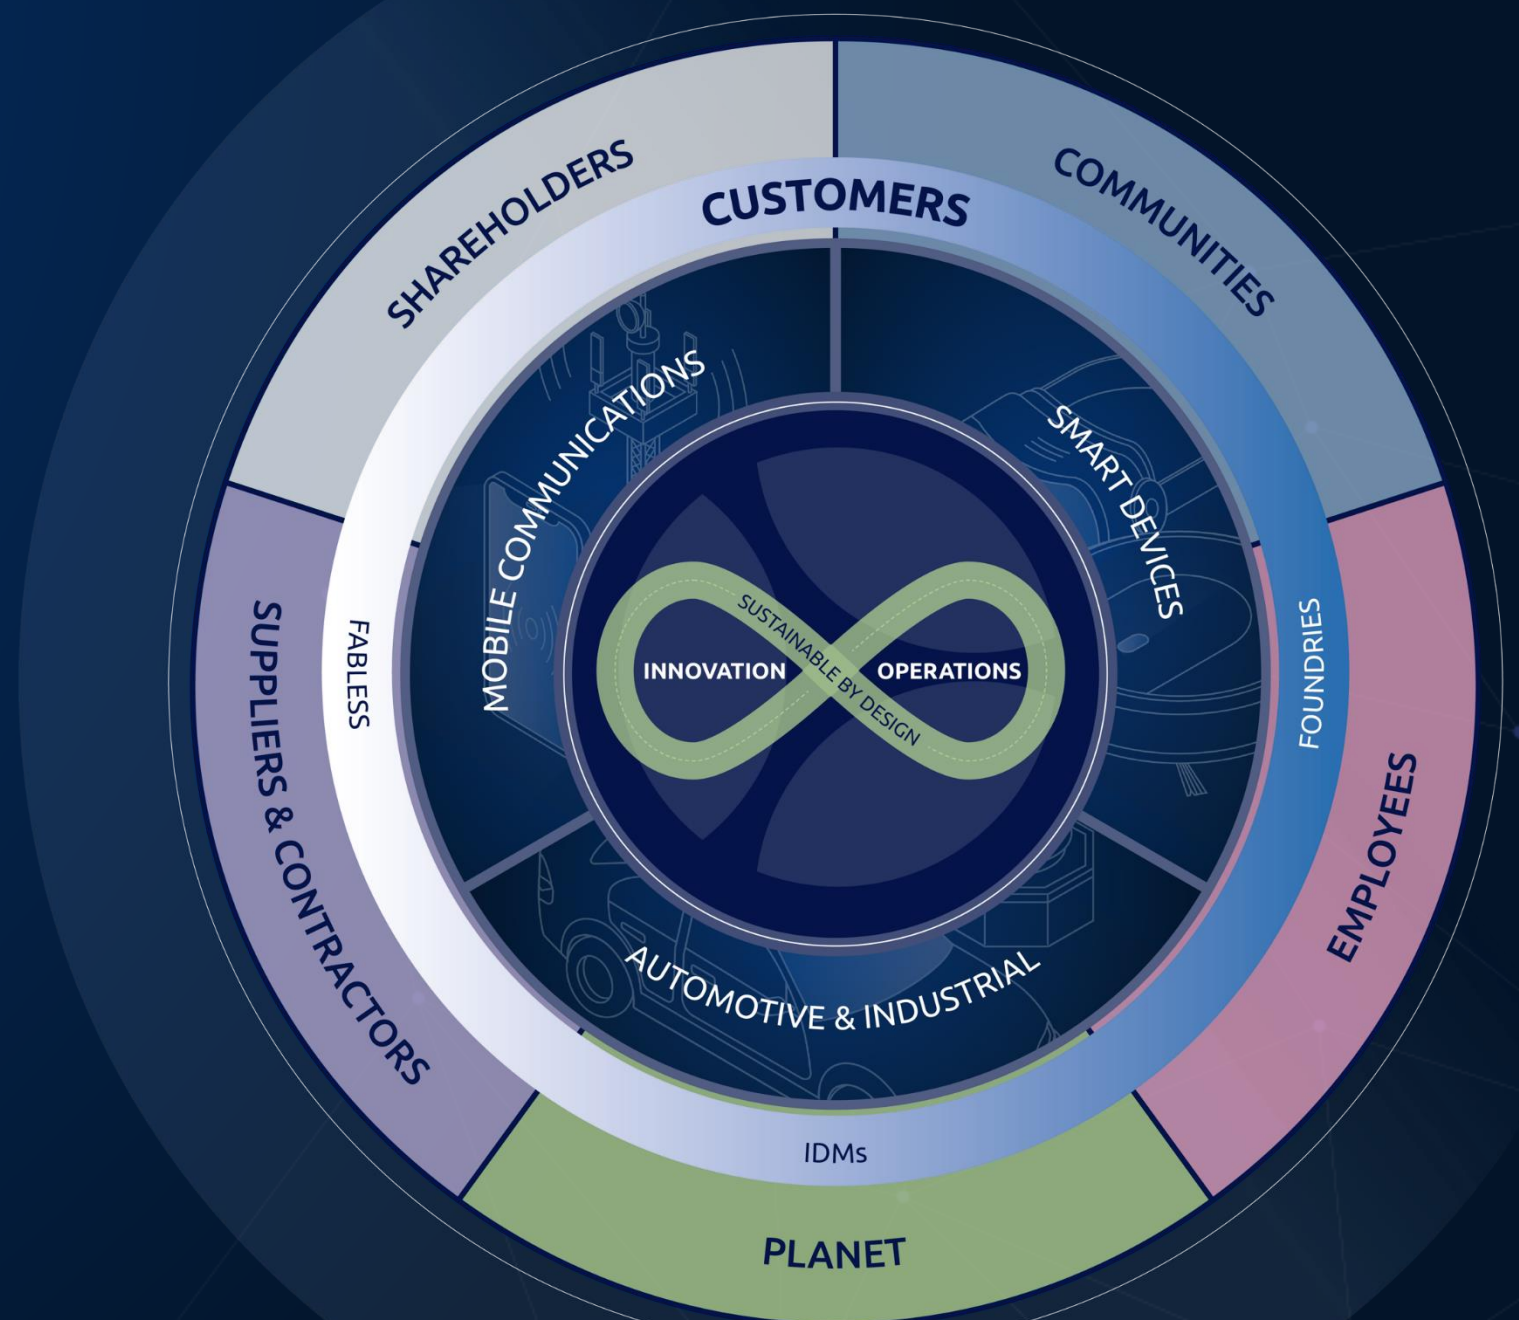 SHAREHOLDERS
COMMUNITIES
CUSTOMERS
MOBILE COMMUNICATIONS
SMART DEVICES
SUPPLIERS & CONTRACTORS
FABLESS
INNOVATION
SUSTAINABLE BY DESIGN
OPERATIONS
FOUNDRIES
EMPLOYEES
AUTOMOTIVE & INDUSTRIAL
IDMs
PLANET